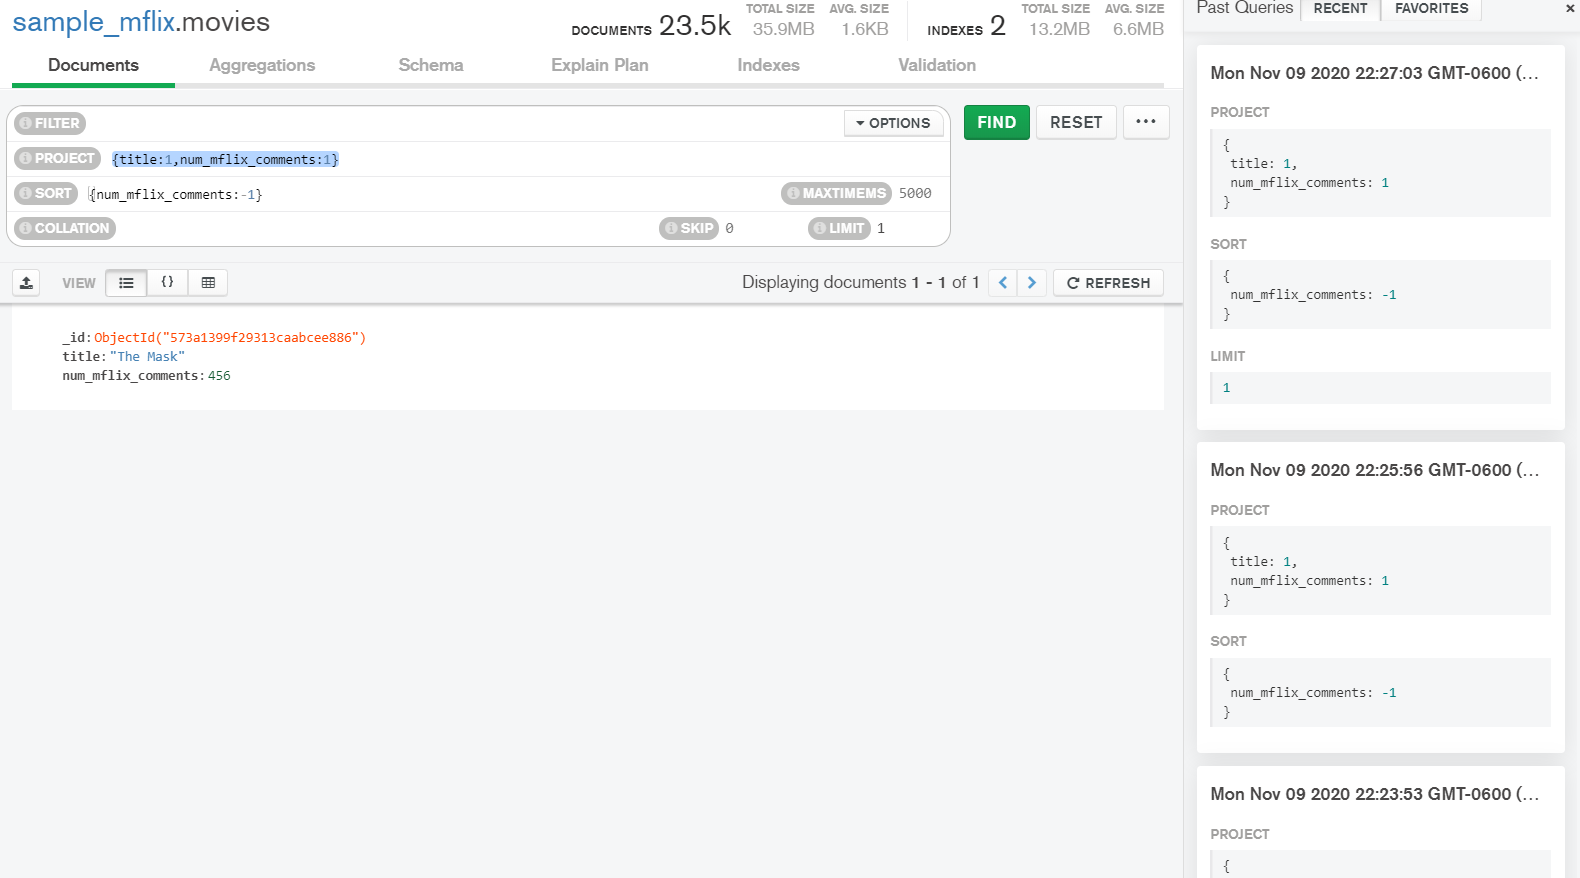 sample_mflix.movies
DOCUMENTS 23.5k TOTAL SIZE 35.9MB AVG. SIZE 1.6KB INDEXES 2 TOTAL SIZE 13.2MB AVG. SIZE 6.6MB
Documents Aggregations Schema Explain Plan Indexes Validation
FILTER OPTIONS FIND RESET ...
PROJECT {title:1,num_mflix_comments:1}
SORT {num_mflix_comments:-1} MAXTIMEMS 5000
COLLATION SKIP 0 LIMIT 1
VIEW {} Displaying documents 1 - 1 of 1 REFRESH
_id:ObjectId("573a1399f29313caabcee886")
title:"The Mask"
num_mflix_comments:456
Past Queries RECENT FAVORITES ×
Mon Nov 09 2020 22:27:03 GMT-0600 (...
PROJECT
{
title: 1,
num_mflix_comments: 1
}
SORT
{
num_mflix_comments: -1
}
LIMIT
1
Mon Nov 09 2020 22:25:56 GMT-0600 (...
PROJECT
{
title: 1,
num_mflix_comments: 1
}
SORT
{
num_mflix_comments: -1
}
Mon Nov 09 2020 22:23:53 GMT-0600 (...
PROJECT
{